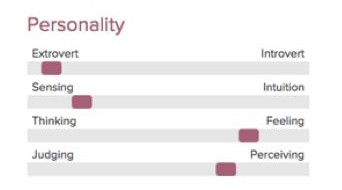 Personality
Extrovert Introvert
Sensing Intuition
Thinking Feeling
Judging Perceiving